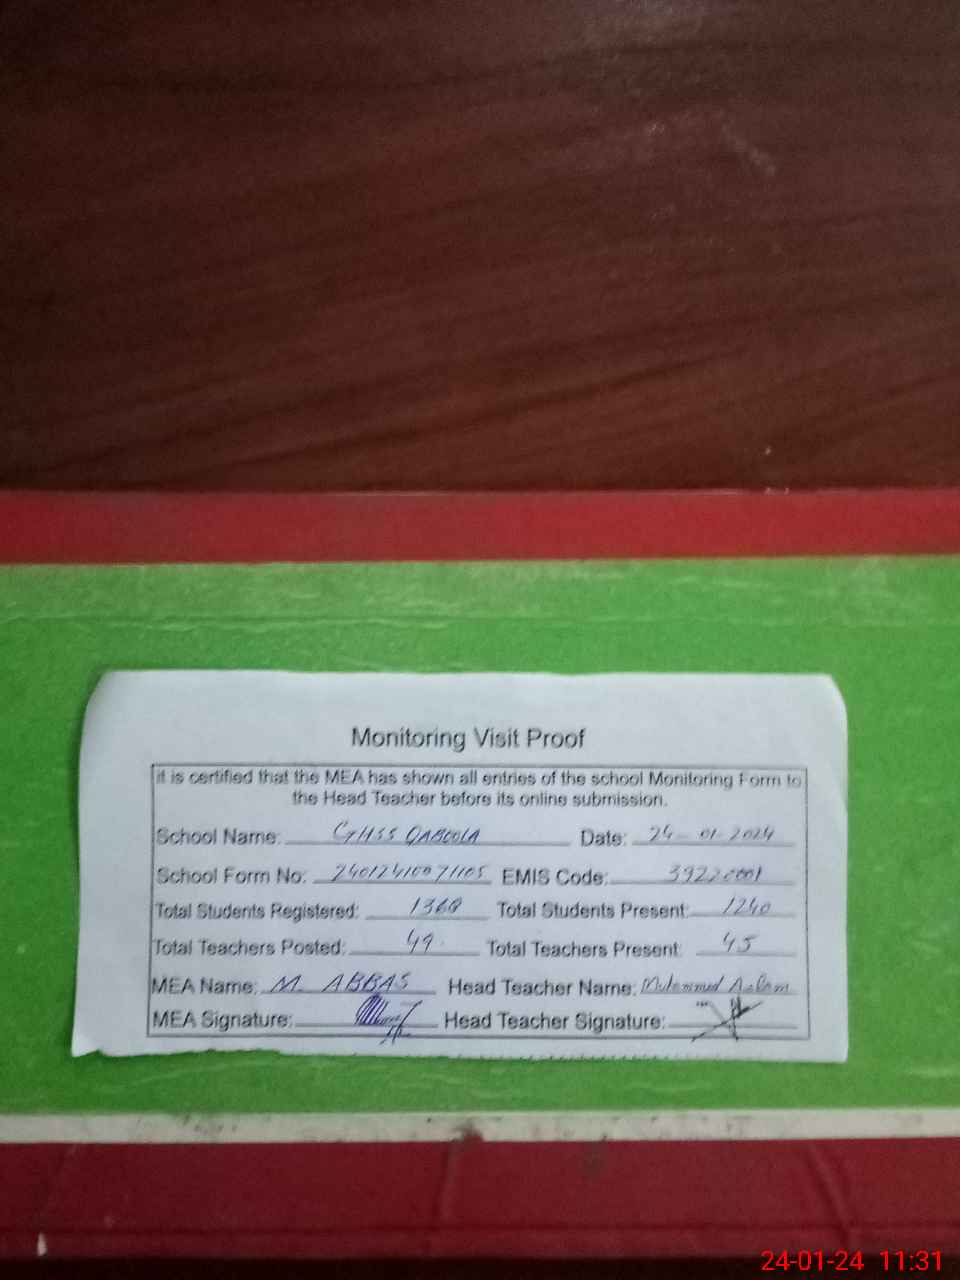 Monitoring Visit Proof
it is certified that the MEA has shown all entries of the school Monitoring Form to
the Head Teacher before its online submission.
School Name: GHSS QABOOLA Date: 24-01-2024
School Form No: EMIS Code: 39220001
Total Students Registered: 1360 Total Students Present: 1240
Total Teachers Posted: 49 Total Teachers Present: 45
MEA Name: M. ABBAS Head Teacher Name: Muhammad Aslam
MEA Signature: Head Teacher Signature:
24-01-24 11:31